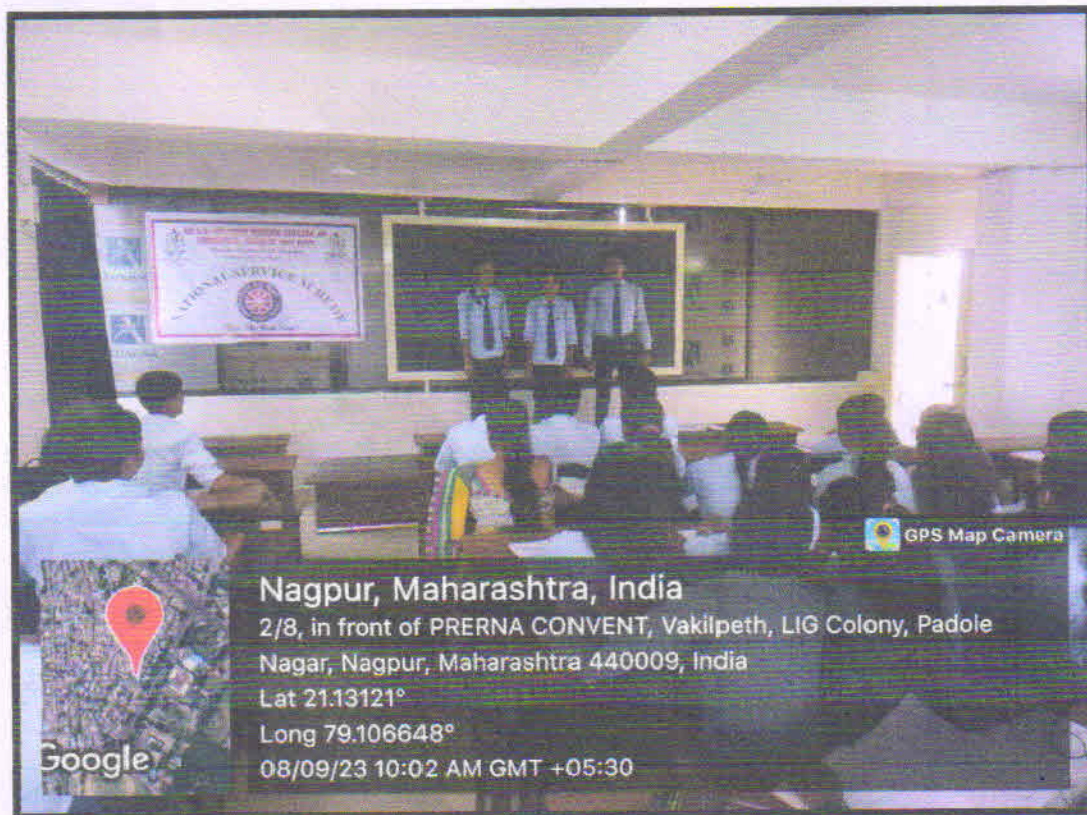 NATIONAL SERVICE SCHEME
GPS Map Camera
Nagpur, Maharashtra, India
2/8, in front of PRERNA CONVENT, Vakilpeth, LIG Colony, Padole
Nagar, Nagpur, Maharashtra 440009, India
Lat 21.13121°
Long 79.106648°
08/09/23 10:02 AM GMT +05:30
Google